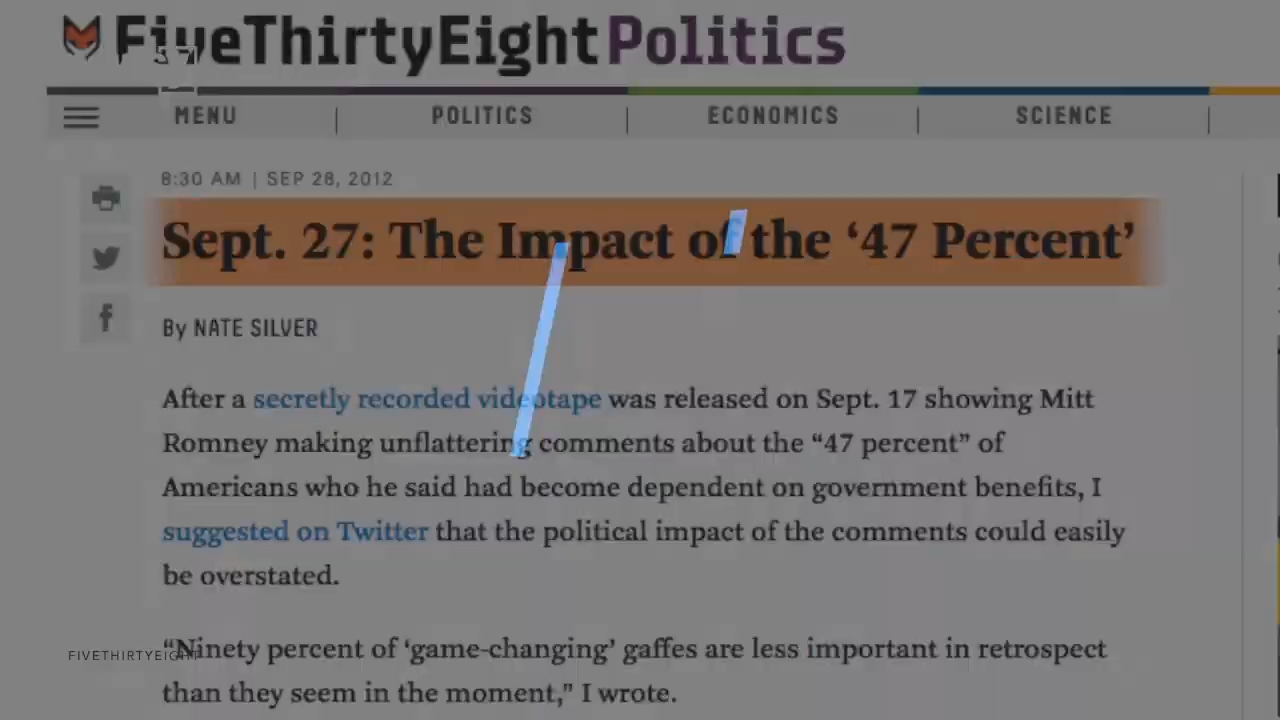 FiveThirtyEight Politics
MENU POLITICS ECONOMICS SCIENCE
8:30 AM | SEP 28, 2012
Sept. 27: The Impact of the ‘47 Percent’
By NATE SILVER
After a secretly recorded videotape was released on Sept. 17 showing Mitt
Romney making unflattering comments about the “47 percent” of
Americans who he said had become dependent on government benefits, I
suggested on Twitter that the political impact of the comments could easily
be overstated.
“Ninety percent of ‘game-changing’ gaffes are less important in retrospect
than they seem in the moment,” I wrote.
FIVETHIRTYEIGHT